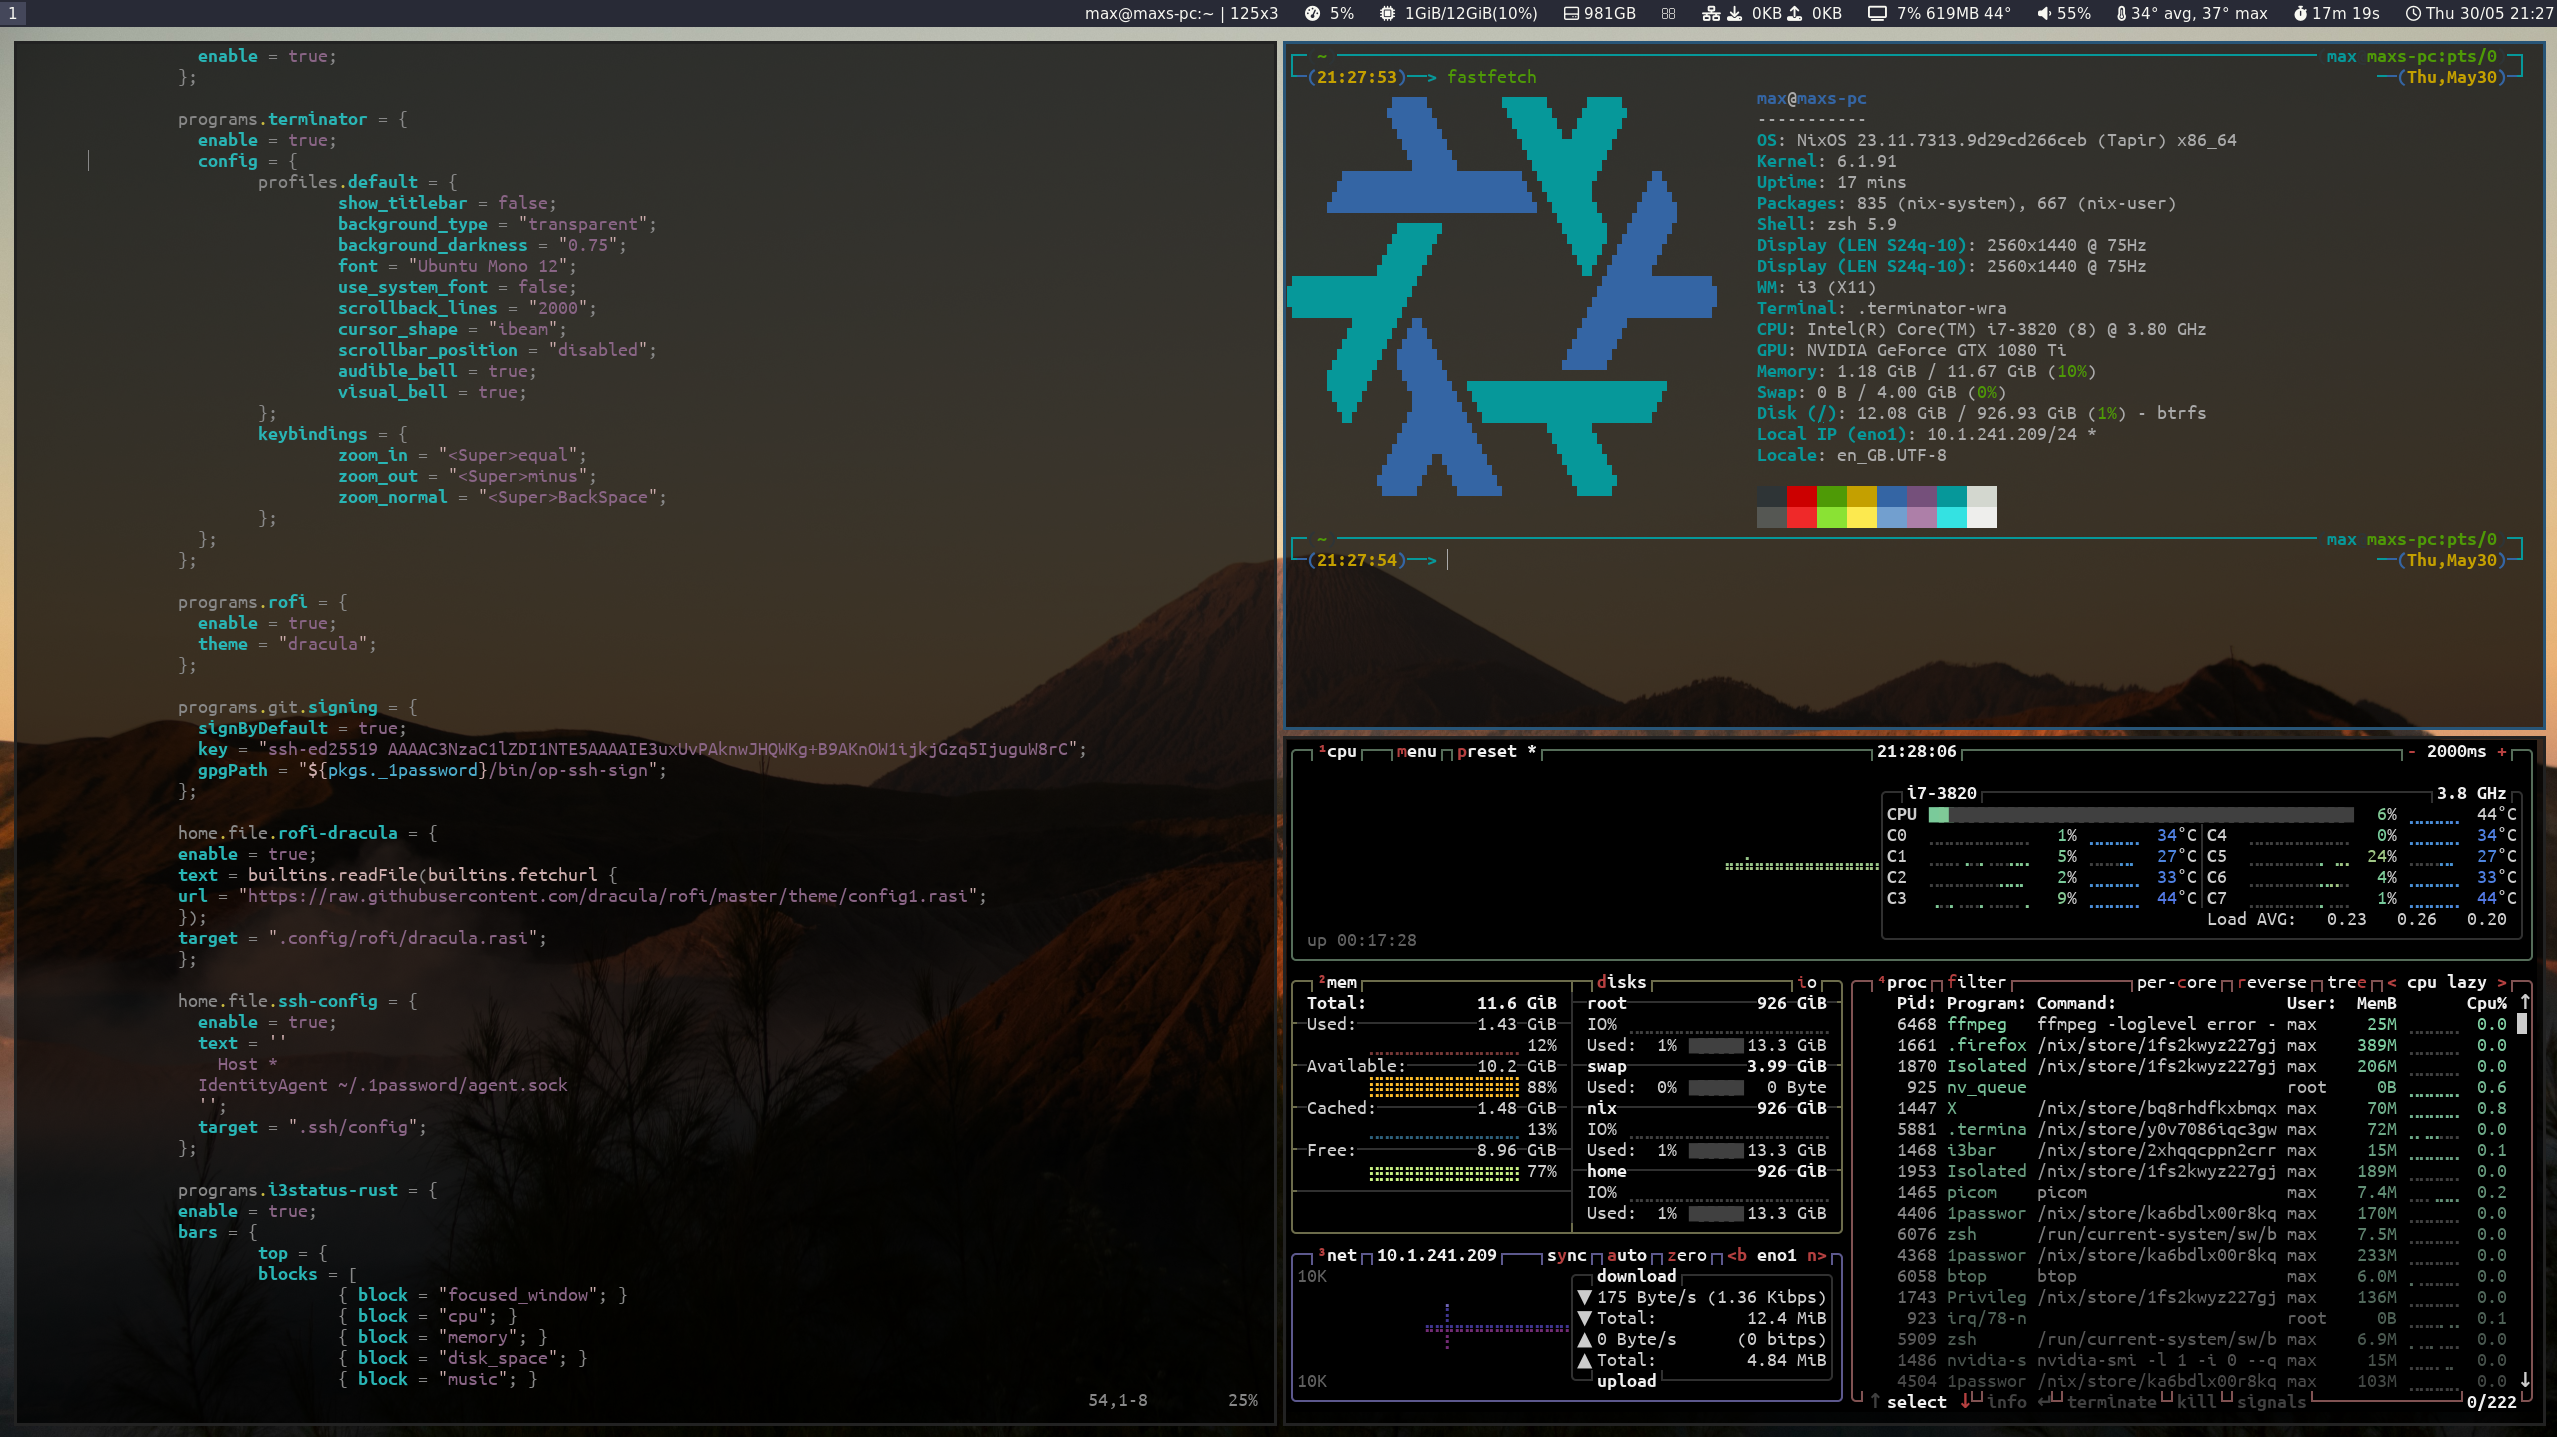 1
max@maxs-pc:~ | 125x3 5% 1GiB/12GiB(10%) 981GB 0KB 0KB 7% 619MB 44° 55% 34° avg, 37° max 17m 19s Thu 30/05 21:27
enable = true;
};
programs.terminator = {
enable = true;
config = {
profiles.default = {
show_titlebar = false;
background_type = "transparent";
background_darkness = "0.75";
font = "Ubuntu Mono 12";
use_system_font = false;
scrollback_lines = "2000";
cursor_shape = "ibeam";
scrollbar_position = "disabled";
audible_bell = true;
visual_bell = true;
};
keybindings = {
zoom_in = "<Super>equal";
zoom_out = "<Super>minus";
zoom_normal = "<Super>BackSpace";
};
};
};
programs.rofi = {
enable = true;
theme = "dracula";
};
programs.git.signing = {
signByDefault = true;
key = "ssh-ed25519 AAAAC3NzaC1lZDI1NTE5AAAAIE3uxUvPAknwJHQWKg+B9AKnOW1ijkjGzq5IjuguW8rC";
gpgPath = "${pkgs._1password}/bin/op-ssh-sign";
};
home.file.rofi-dracula = {
enable = true;
text = builtins.readFile(builtins.fetchurl {
url = "https://raw.githubusercontent.com/dracula/rofi/master/theme/config1.rasi";
});
target = ".config/rofi/dracula.rasi";
};
home.file.ssh-config = {
enable = true;
text = ''
Host *
IdentityAgent ~/.1password/agent.sock
'';
target = ".ssh/config";
};
programs.i3status-rust = {
enable = true;
bars = {
top = {
blocks = [
{ block = "focused_window"; }
{ block = "cpu"; }
{ block = "memory"; }
{ block = "disk_space"; }
{ block = "music"; }
54,1-8 25%
~ max maxs-pc:pts/0
(21:27:53)—> fastfetch —(Thu,May30)
max@maxs-pc
-----------
OS: NixOS 23.11.7313.9d29cd266ceb (Tapir) x86_64
Kernel: 6.1.91
Uptime: 17 mins
Packages: 835 (nix-system), 667 (nix-user)
Shell: zsh 5.9
Display (LEN S24q-10): 2560x1440 @ 75Hz
Display (LEN S24q-10): 2560x1440 @ 75Hz
WM: i3 (X11)
Terminal: .terminator-wra
CPU: Intel(R) Core(TM) i7-3820 (8) @ 3.80 GHz
GPU: NVIDIA GeForce GTX 1080 Ti
Memory: 1.18 GiB / 11.67 GiB (10%)
Swap: 0 B / 4.00 GiB (0%)
Disk (/): 12.08 GiB / 926.93 GiB (1%) - btrfs
Local IP (eno1): 10.1.241.209/24 *
Locale: en_GB.UTF-8
~ max maxs-pc:pts/0
(21:27:54)—> —(Thu,May30)
¹cpu menu preset * 21:28:06 - 2000ms +
i7-3820 3.8 GHz
CPU 6% 44°C
C0 1% 34°C C4 0% 34°C
C1 5% 27°C C5 24% 27°C
C2 2% 33°C C6 4% 33°C
C3 9% 44°C C7 1% 44°C
Load AVG: 0.23 0.26 0.20
up 00:17:28
²mem
Total: 11.6 GiB
Used: 1.43 GiB
12%
Available: 10.2 GiB
88%
Cached: 1.48 GiB
13%
Free: 8.96 GiB
77%
disks io
root 926 GiB
IO%
Used: 1% 13.3 GiB
swap 3.99 GiB
Used: 0% 0 Byte
nix 926 GiB
IO%
Used: 1% 13.3 GiB
home 926 GiB
IO%
Used: 1% 13.3 GiB
³net 10.1.241.209 sync auto zero <b eno1 n>
10K
download
▼ 175 Byte/s (1.36 Kibps)
▼ Total: 12.4 MiB
▲ 0 Byte/s (0 bitps)
▲ Total: 4.84 MiB
10K
upload
⁴proc filter per-core reverse tree < cpu lazy >
Pid: Program: Command: User: MemB Cpu% ↑
6468 ffmpeg ffmpeg -loglevel error - max 25M 0.0
1661 .firefox /nix/store/1fs2kwyz227gj max 389M 0.0
1870 Isolated /nix/store/1fs2kwyz227gj max 206M 0.0
925 nv_queue root 0B 0.6
1447 X /nix/store/bq8rhdfkxbmqx max 70M 0.8
5881 .termina /nix/store/y0v7086iqc3gw max 72M 0.0
1468 i3bar /nix/store/2xhqqcppn2crr max 15M 0.1
1953 Isolated /nix/store/1fs2kwyz227gj max 189M 0.0
1465 picom picom max 7.4M 0.2
4406 1passwor /nix/store/ka6bdlx00r8kq max 170M 0.0
6076 zsh /run/current-system/sw/b max 7.5M 0.0
4368 1passwor /nix/store/ka6bdlx00r8kq max 233M 0.0
6058 btop btop max 6.0M 0.0
1743 Privileg /nix/store/1fs2kwyz227gj max 136M 0.0
923 irq/78-n root 0B 0.1
5909 zsh /run/current-system/sw/b max 6.9M 0.0
1486 nvidia-s nvidia-smi -l 1 -i 0 --q max 15M 0.0
4504 1passwor /nix/store/ka6bdlx00r8kq max 103M 0.0 ↓
↑ select ↓ info ↵ terminate kill signals 0/222